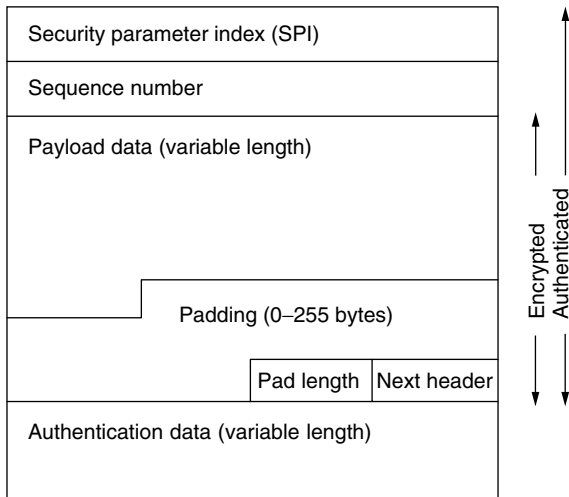 Security parameter index (SPI)
Sequence number
Payload data (variable length)
Padding (0–255 bytes)
Pad length
Next header
Authentication data (variable length)
Encrypted
Authenticated